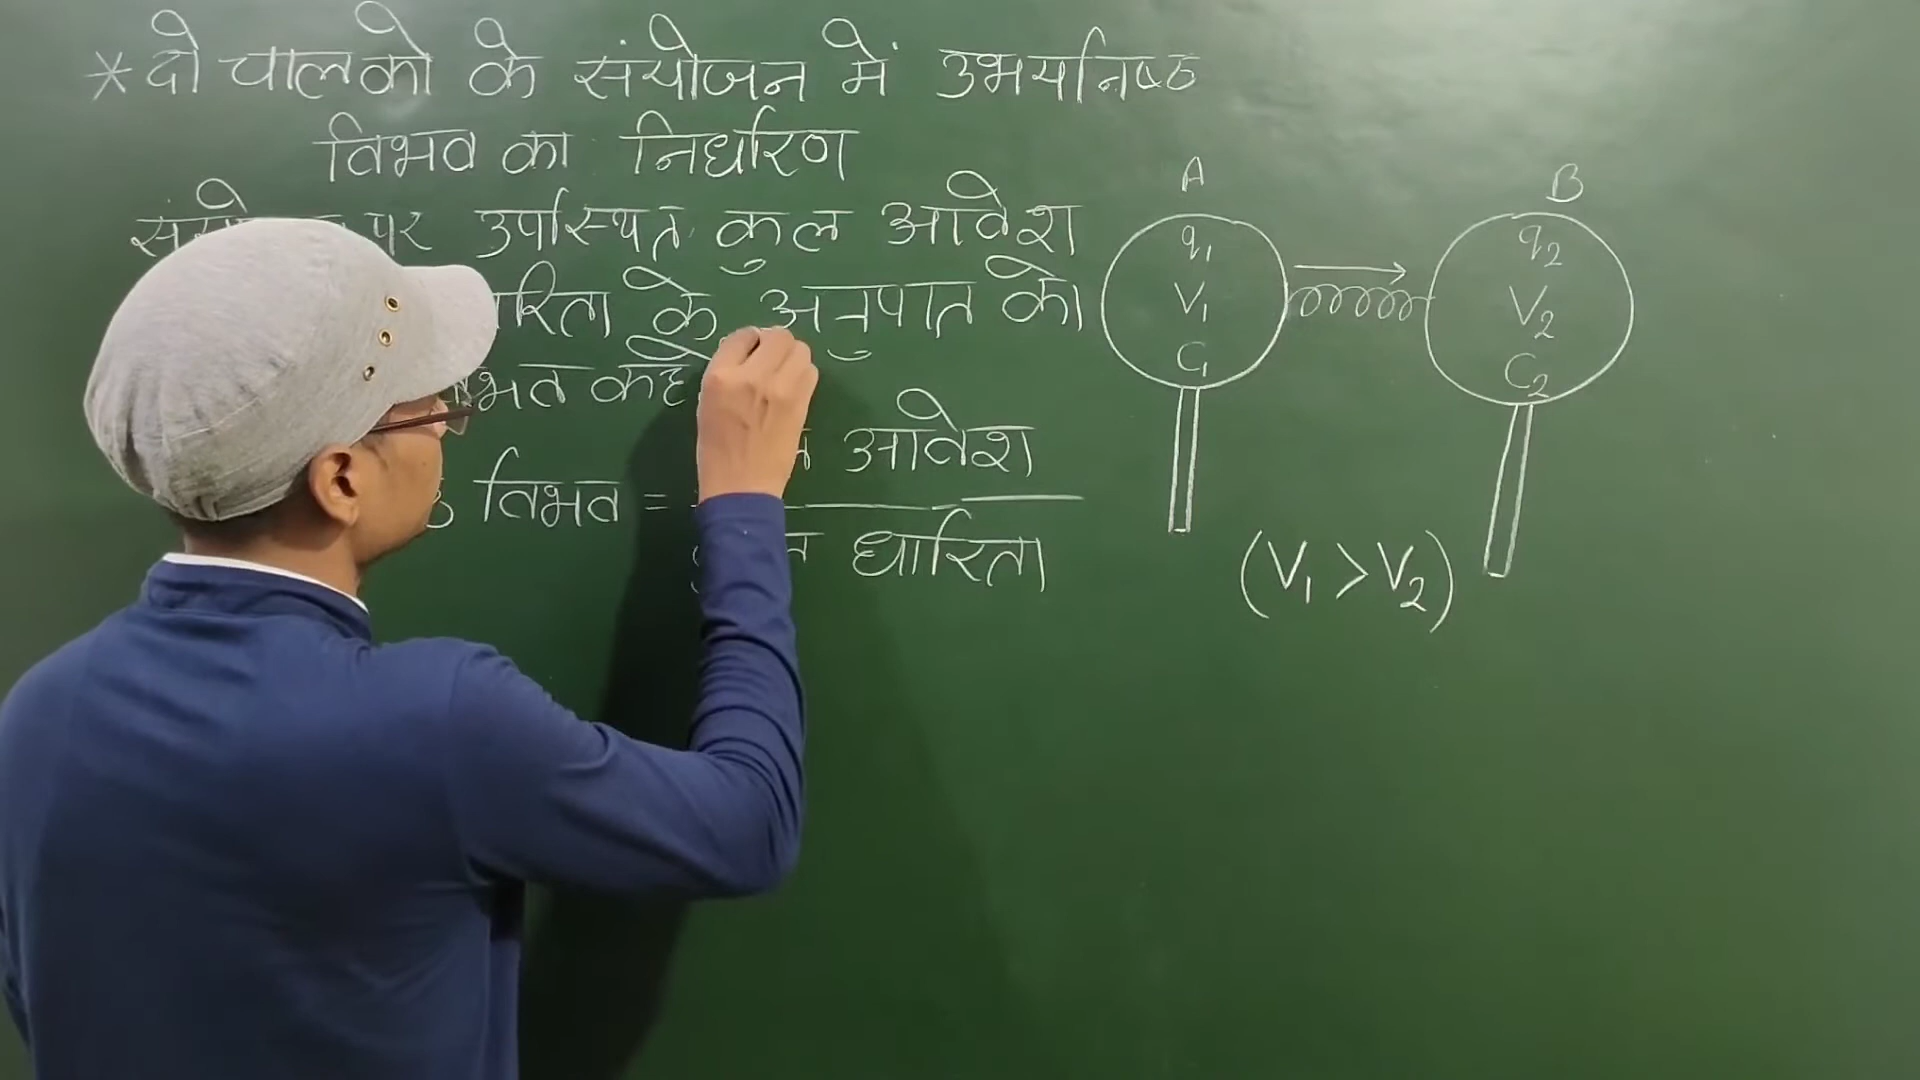 * दो चालको के संयोजन में उभयनिष्ठ
विभव का निर्धारण
पर उपस्थित कुल आवेश
के अनुपात को
विभव = आवेश
धारिता
A
q₁
V₁
C₁
B
q₂
V₂
C₂
(V₁ > V₂)